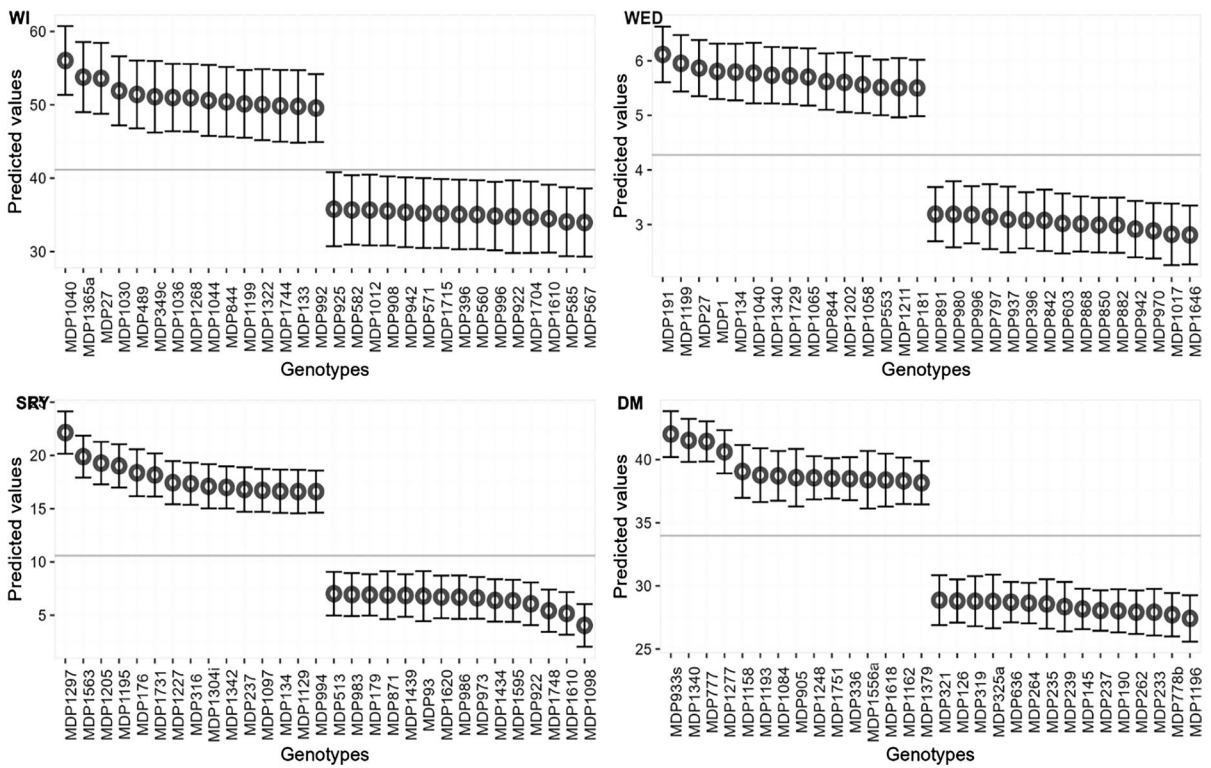 WI
60
50
40
30
Predicted values
MDP1040
MDP1365a
MDP27
MDP1030
MDP489
MDP349c
MDP1036
MDP1268
MDP1044
MDP844
MDP1199
MDP1322
MDP1744
MDP133
MDP992
MDP925
MDP582
MDP1012
MDP908
MDP942
MDP571
MDP1715
MDP396
MDP560
MDP996
MDP922
MDP1704
MDP1610
MDP585
MDP567
Genotypes
WED
6
5
4
3
Predicted values
MDP191
MDP1199
MDP27
MDP1
MDP134
MDP1040
MDP1340
MDP1729
MDP1065
MDP844
MDP1202
MDP1058
MDP553
MDP1211
MDP181
MDP891
MDP980
MDP996
MDP797
MDP937
MDP396
MDP842
MDP603
MDP868
MDP850
MDP882
MDP942
MDP970
MDP1017
MDP1646
Genotypes
SRY
25
20
15
10
5
Predicted values
MDP1297
MDP1563
MDP1205
MDP1195
MDP176
MDP1731
MDP1227
MDP316
MDP1304i
MDP1342
MDP237
MDP1097
MDP134
MDP1129
MDP994
MDP513
MDP983
MDP179
MDP871
MDP1439
MDP93
MDP1620
MDP986
MDP973
MDP1434
MDP1595
MDP922
MDP1748
MDP1610
MDP1098
Genotypes
DM
40
35
30
25
Predicted values
MDP933s
MDP1340
MDP777
MDP1277
MDP1158
MDP1193
MDP1084
MDP905
MDP1248
MDP1751
MDP336
MDP1556a
MDP1618
MDP1162
MDP1379
MDP321
MDP126
MDP319
MDP325a
MDP636
MDP264
MDP235
MDP239
MDP145
MDP237
MDP190
MDP262
MDP233
MDP778b
MDP1196
Genotypes